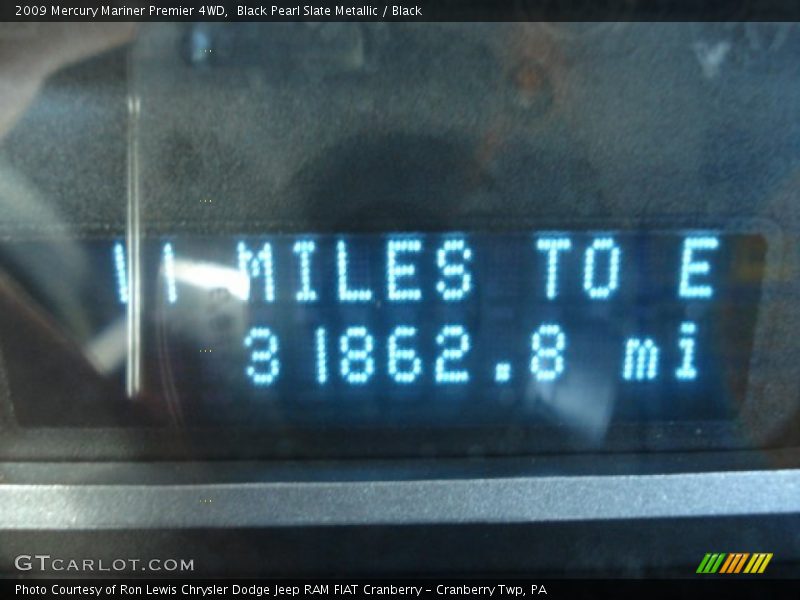 2009 Mercury Mariner Premier 4WD,  Black Pearl Slate Metallic / Black
11 MILES TO E
31862.8 mi
GTCARLOT.COM
Photo Courtesy of Ron Lewis Chrysler Dodge Jeep RAM FIAT Cranberry - Cranberry Twp, PA